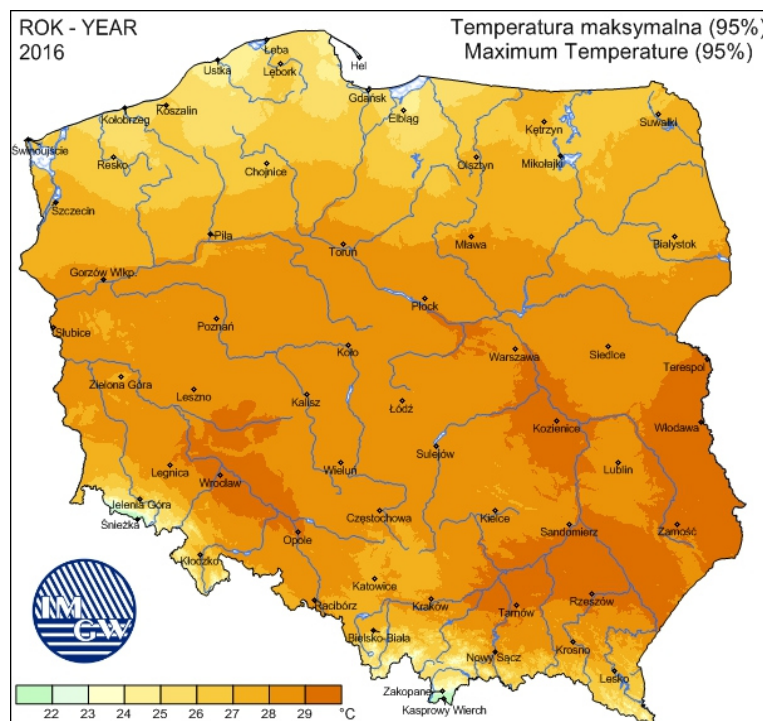 ROK - YEAR
2016
Temperatura maksymalna (95%)
Maximum Temperature (95%)
Łeba
Hel
Ustka
Lębork
Gdańsk
Kołobrzeg
Koszalin
Elbląg
Kętrzyn
Suwałki
Świnoujście
Resko
Chojnice
Olsztyn
Mikołajki
Szczecin
Piła
Toruń
Mława
Białystok
Gorzów Wlkp.
Płock
Słubice
Poznań
Koło
Warszawa
Siedlce
Terespol
Zielona Góra
Leszno
Kalisz
Łódź
Kozienice
Włodawa
Legnica
Wrocław
Wieluń
Sulejów
Lublin
Jelenia Góra
Śnieżka
Częstochowa
Kielce
Sandomierz
Zamość
Opole
Kłodzko
Katowice
Racibórz
Kraków
Tarnów
Rzeszów
Bielsko-Biała
Nowy Sącz
Krosno
Lesko
Zakopane
Kasprowy Wierch
IM
GW
22 23 24 25 26 27 28 29 °C